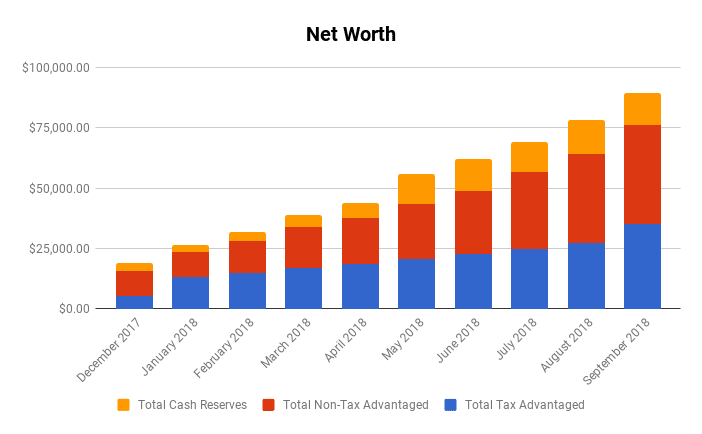 Net Worth
$100,000.00
$75,000.00
$50,000.00
$25,000.00
$0.00
December 2017
January 2018
February 2018
March 2018
April 2018
May 2018
June 2018
July 2018
August 2018
September 2018
Total Cash Reserves
Total Non-Tax Advantaged
Total Tax Advantaged